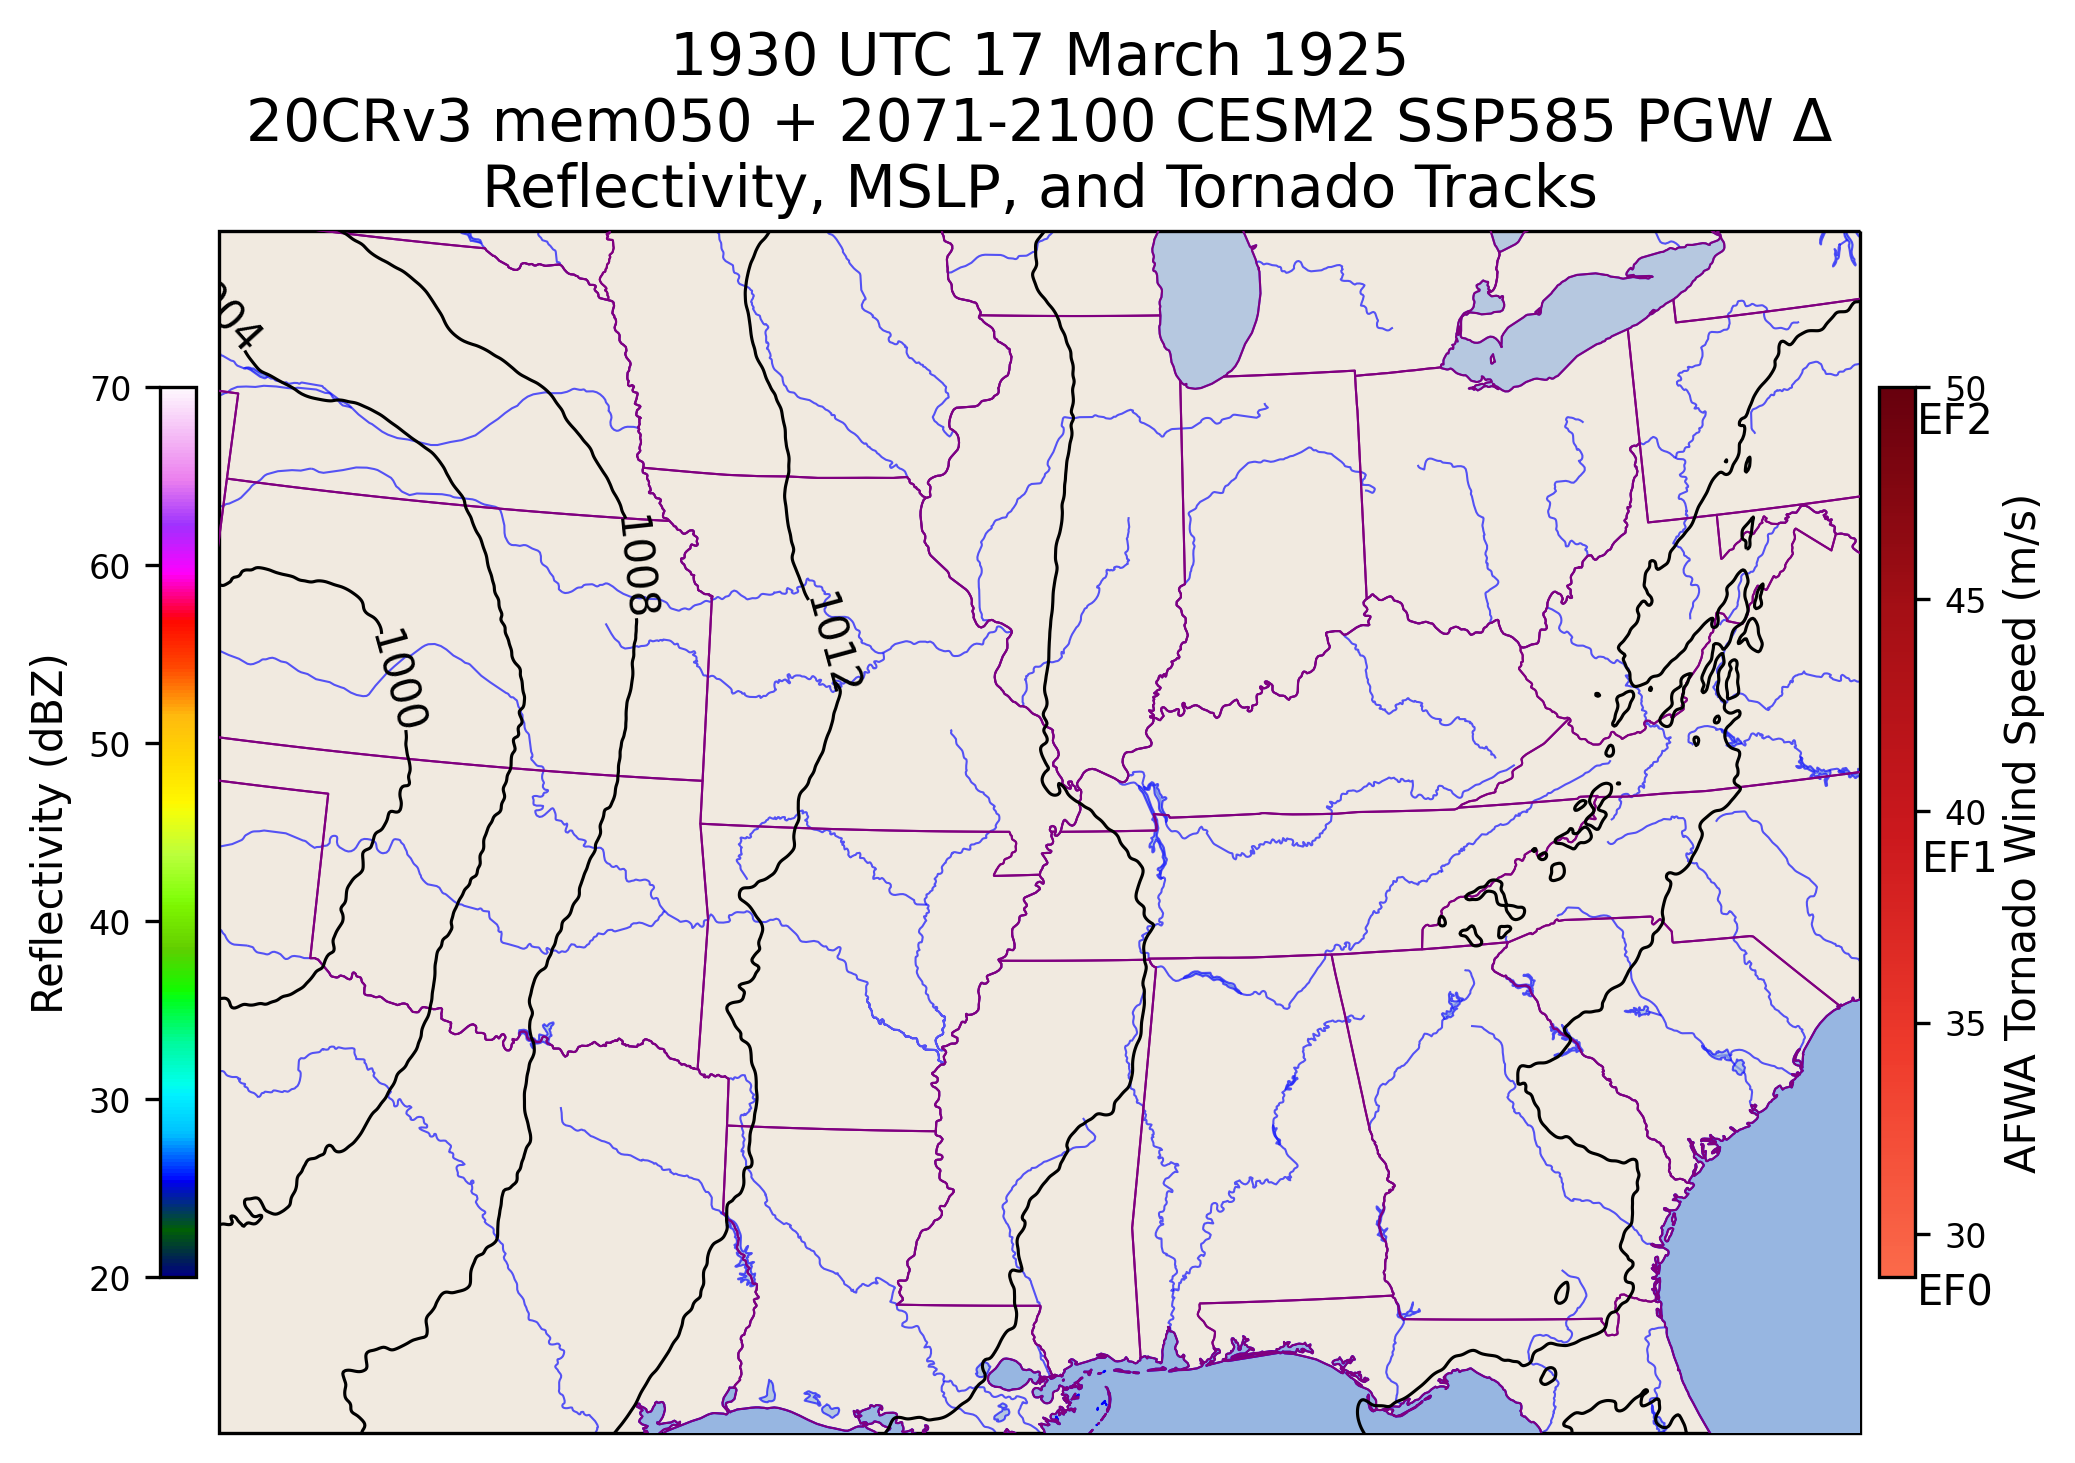 1930 UTC 17 March 1925
20CRv3 mem050 + 2071-2100 CESM2 SSP585 PGW Δ
Reflectivity, MSLP, and Tornado Tracks
Reflectivity (dBZ)
70
60
50
40
30
20
1008
1012
1000
50
EF2
45
40
EF1
35
30
EF0
AFWA Tornado Wind Speed (m/s)